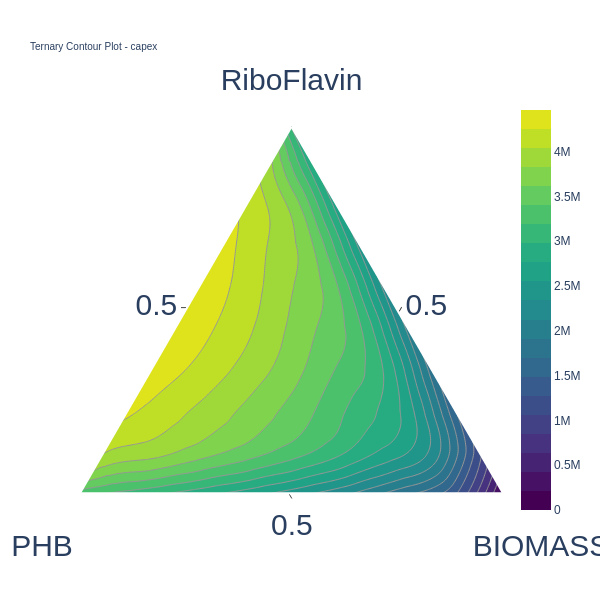 Ternary Contour Plot - capex
RiboFlavin
4M
3.5M
3M
0.5
0.5
2.5M
2M
1.5M
1M
0.5M
0
0.5
PHB
BIOMASS